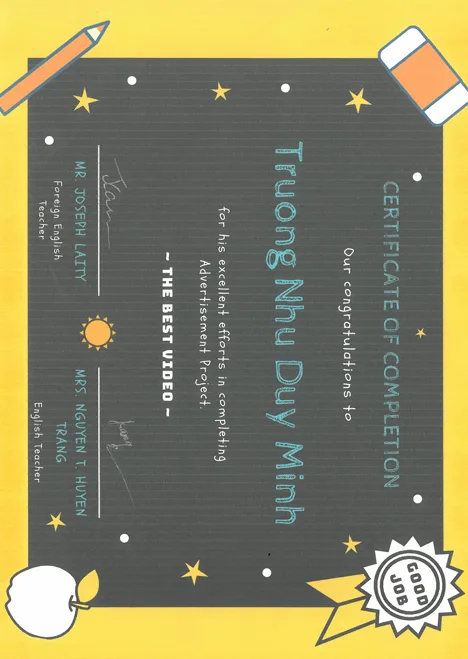 CERTIFICATE OF COMPLETION
Our congratulations to
Truong Nhu Duy Minh
for his excellent efforts in completing
Advertisement Project.
~ THE BEST VIDEO ~
MR. JOSEPH LAITY
Foreign English
Teacher
MRS. NGUYEN T. HUYEN
TRANG
English Teacher
GOOD
JOB